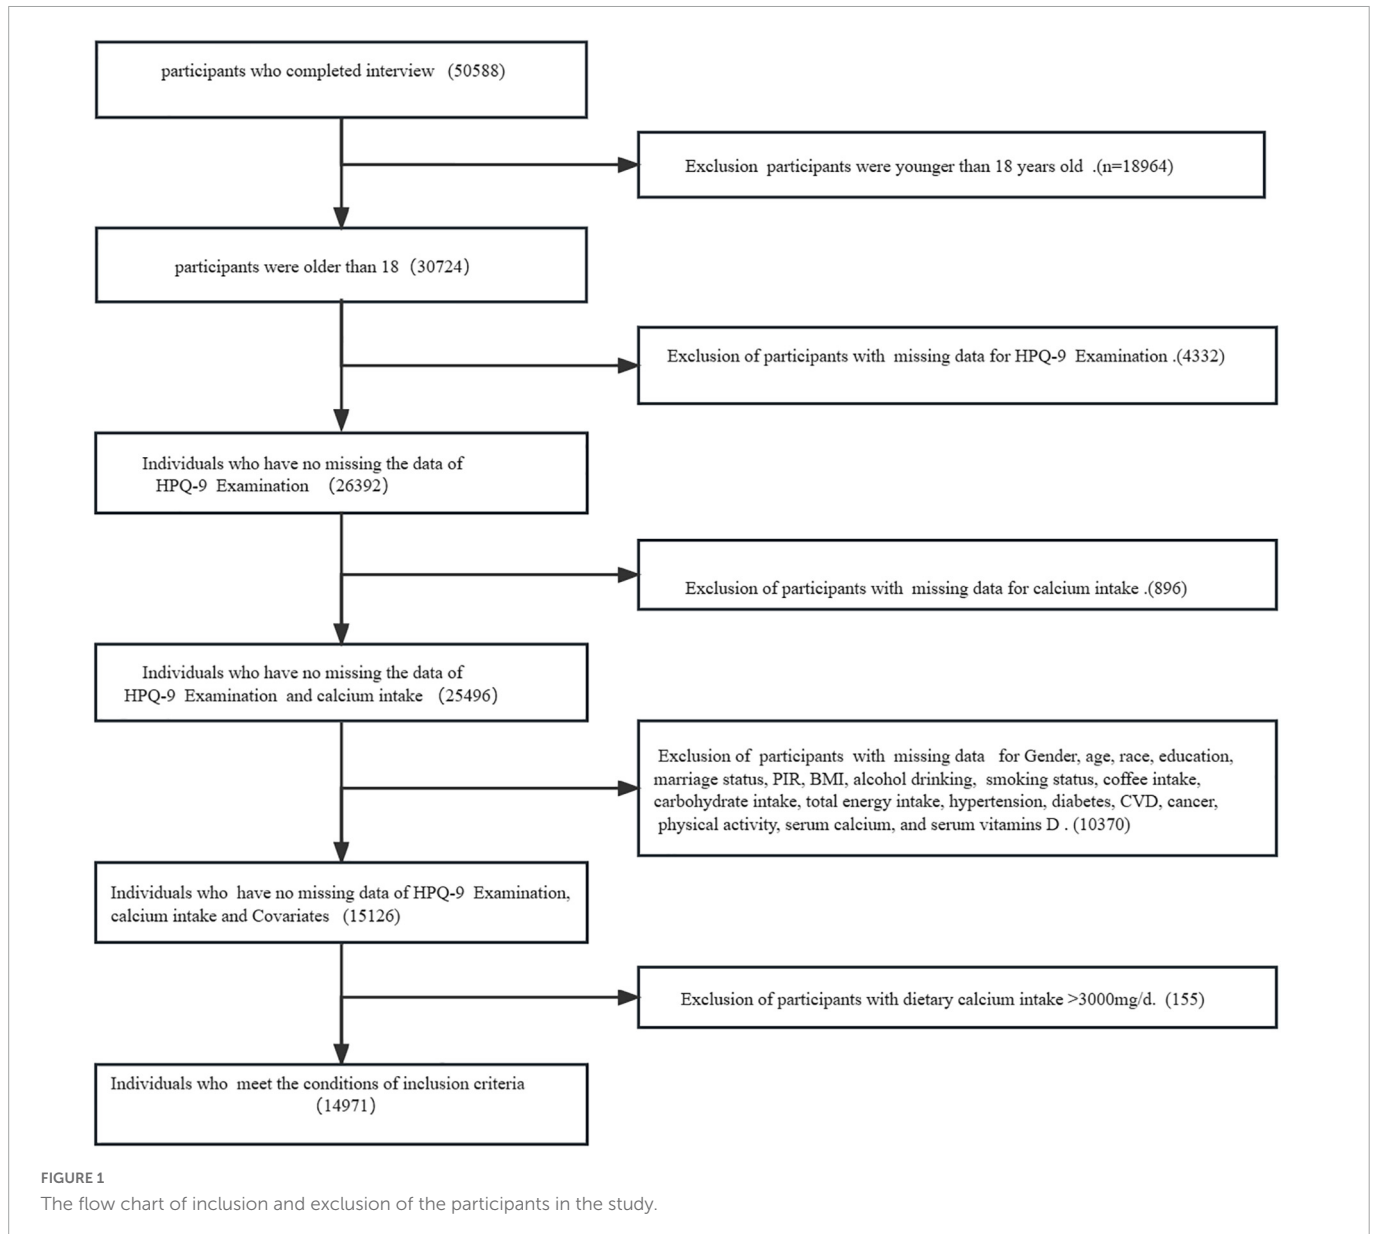 participants who completed interview (50588)
Exclusion participants were younger than 18 years old .(n=18964)
participants were older than 18 (30724)
Exclusion of participants with missing data for HPQ-9 Examination .(4332)
Individuals who have no missing the data of
HPQ-9 Examination (26392)
Exclusion of participants with missing data for calcium intake .(896)
Individuals who have no missing the data of
HPQ-9 Examination and calcium intake (25496)
Exclusion of participants with missing data for Gender, age, race, education,
marriage status, PIR, BMI, alcohol drinking, smoking status, coffee intake,
carbohydrate intake, total energy intake, hypertension, diabetes, CVD, cancer,
physical activity, serum calcium, and serum vitamins D . (10370)
Individuals who have no missing data of HPQ-9 Examination,
calcium intake and Covariates (15126)
Exclusion of participants with dietary calcium intake >3000mg/d. (155)
Individuals who meet the conditions of inclusion criteria
(14971)
FIGURE 1
The flow chart of inclusion and exclusion of the participants in the study.